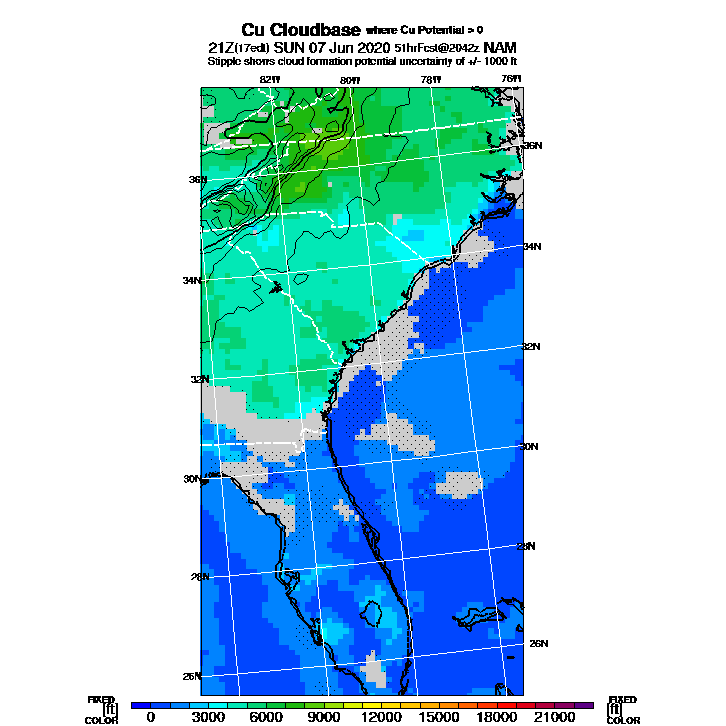 Cu Cloudbase where Cu Potential > 0
21Z(17edt) SUN 07 Jun 2020 51hrFcst@2042z NAM
Stipple shows cloud formation potential uncertainty of +/- 1000 ft
82W 80W 78W 76W
36N
36N
34N
34N
32N
32N
30N
30N
28N
28N
26N
26N
FIXED FIXED
[ft] 0 3000 6000 9000 12000 15000 18000 21000 [ft]
COLOR COLOR